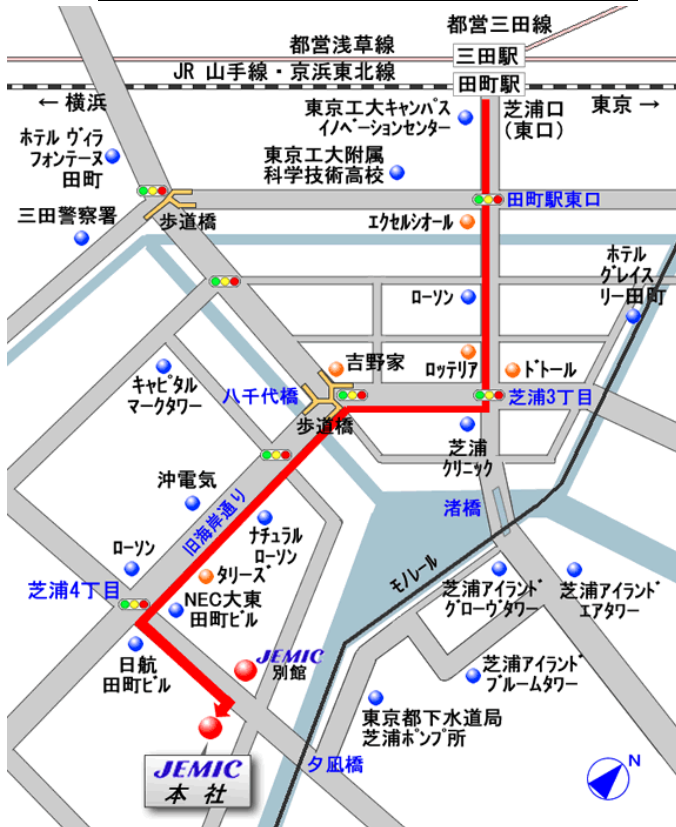 都営三田線
都営浅草線
三田駅
JR 山手線・京浜東北線
田町駅
← 横浜
東京工大キャンパス
イノベーションセンター
芝浦口
(東口)
東京 →
ホテル ヴィラ
フォンテーヌ
田町
東京工大附属
科学技術高校
田町駅東口
三田警察署
歩道橋
エクセルシオール
ホテル
グレイス
リー田町
ローソン
吉野家
ロッテリア
ドトール
キャピタル
マークタワー
八千代橋
芝浦3丁目
歩道橋
芝浦
クリニック
沖電気
旧海岸通り
渚橋
ナチュラル
ローソン
ローソン
モノレール
タリーズ
芝浦アイランド
グローヴタワー
芝浦アイランド
エアタワー
芝浦4丁目
NEC大東
田町ビル
日航
田町ビル
JEMIC
別館
芝浦アイランド
ブルームタワー
東京都下水道局
芝浦ポンプ所
夕凪橋
JEMIC
本 社
N